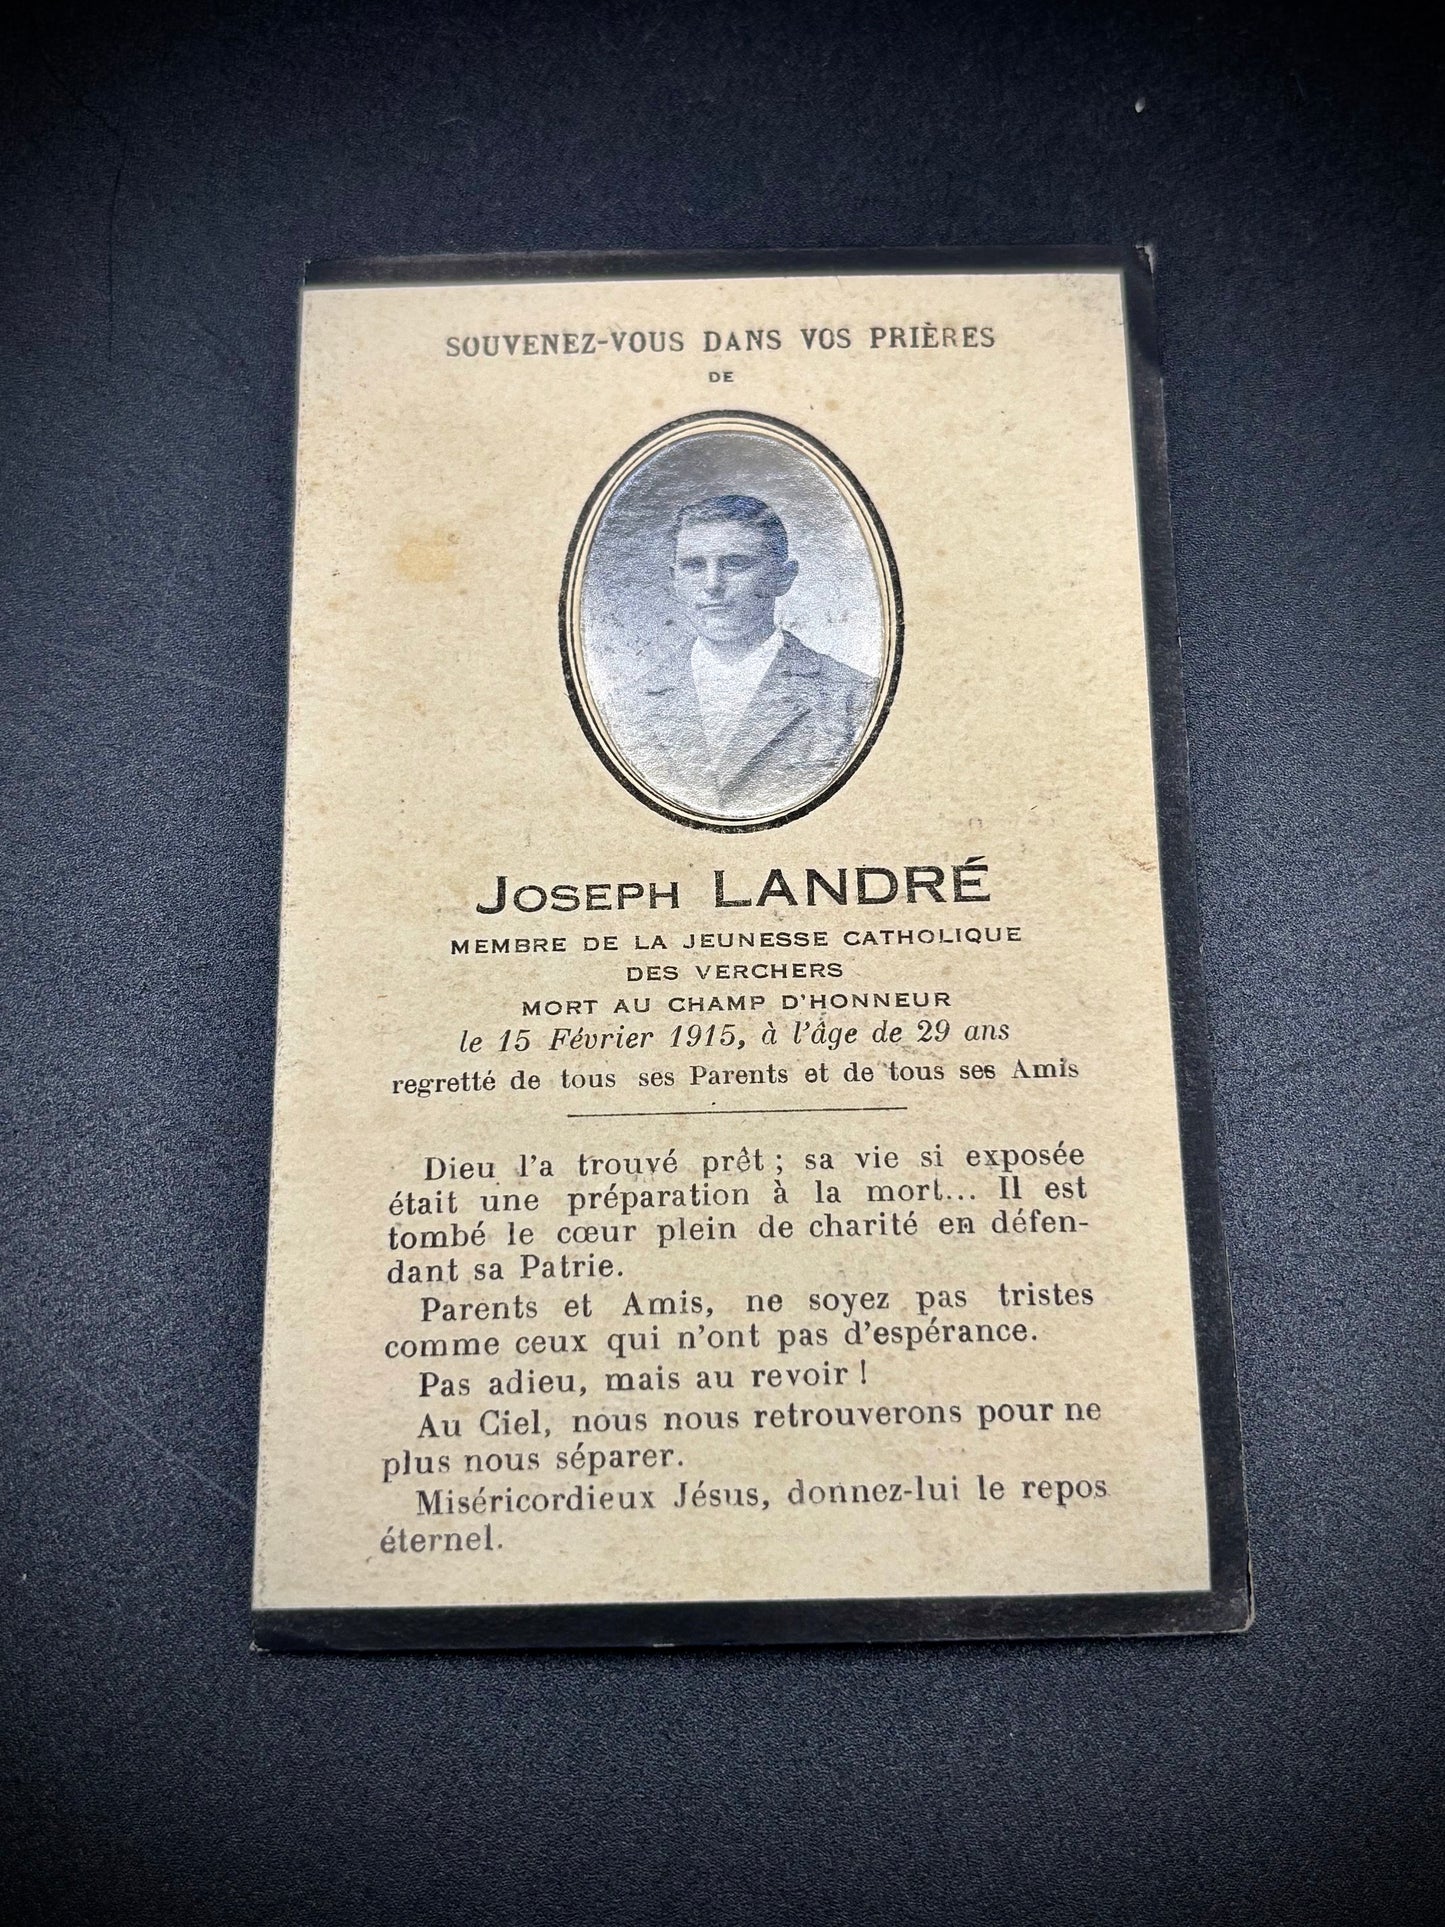 SOUVENEZ-VOUS DANS VOS PRIÈRES
DE
JOSEPH LANDRÉ
MEMBRE DE LA JEUNESSE CATHOLIQUE
DES VERCHERS
MORT AU CHAMP D'HONNEUR
le 15 Février 1915, à l'âge de 29 ans
regretté de tous ses Parents et de tous ses Amis
Dieu l'a trouvé prêt ; sa vie si exposée
était une préparation à la mort... Il est
tombé le cœur plein de charité en défen-
dant sa Patrie.
Parents et Amis, ne soyez pas tristes
comme ceux qui n'ont pas d'espérance.
Pas adieu, mais au revoir !
Au Ciel, nous nous retrouverons pour ne
plus nous séparer.
Miséricordieux Jésus, donnez-lui le repos
éternel.